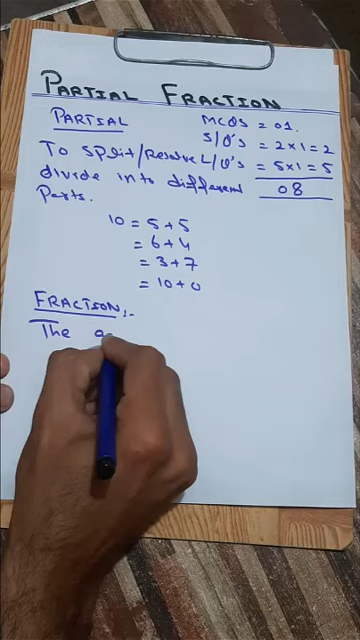 PARTIAL FRACTION
PARTIAL
MCQS = 01.
S/Q's = 2×1=2
To Split/Resolve L/Q's = 5×1=5
divide into different
08
Parts.
10 = 5+5
= 6+4
= 3+7
= 10+0
FRACTION:-
The